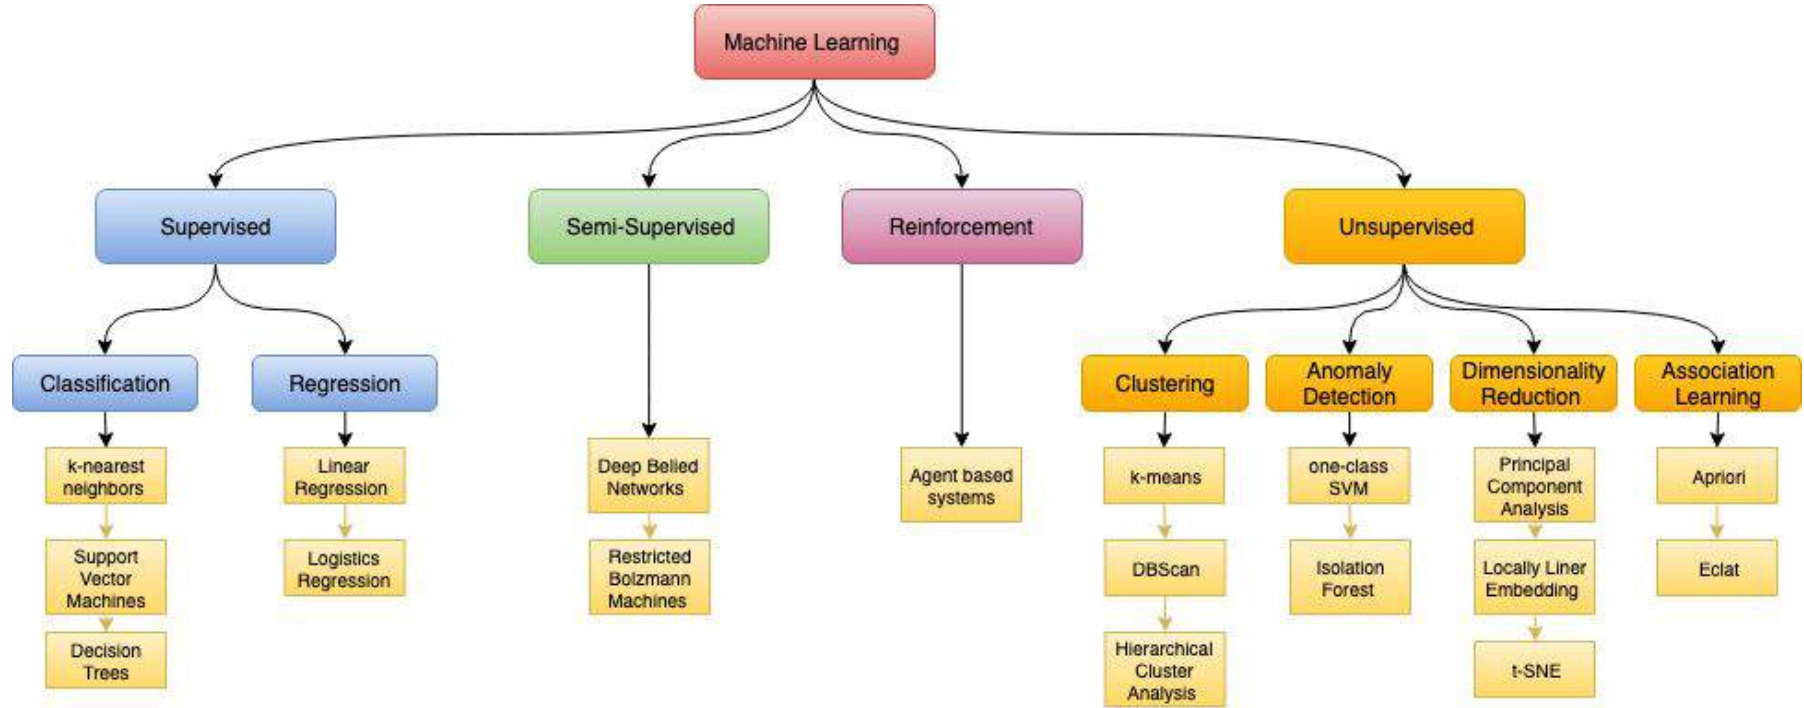 Machine Learning
Supervised
Semi-Supervised
Reinforcement
Unsupervised
Classification
Regression
Clustering
Anomaly
Detection
Dimensionality
Reduction
Association
Learning
k-nearest
neighbors
Linear
Regression
Deep Belied
Networks
Agent based
systems
k-means
one-class
SVM
Principal
Component
Analysis
Apriori
Support
Vector
Machines
Logistics
Regression
Restricted
Bolzmann
Machines
DBScan
Isolation
Forest
Locally Liner
Embedding
Eclat
Decision
Trees
Hierarchical
Cluster
Analysis
t-SNE